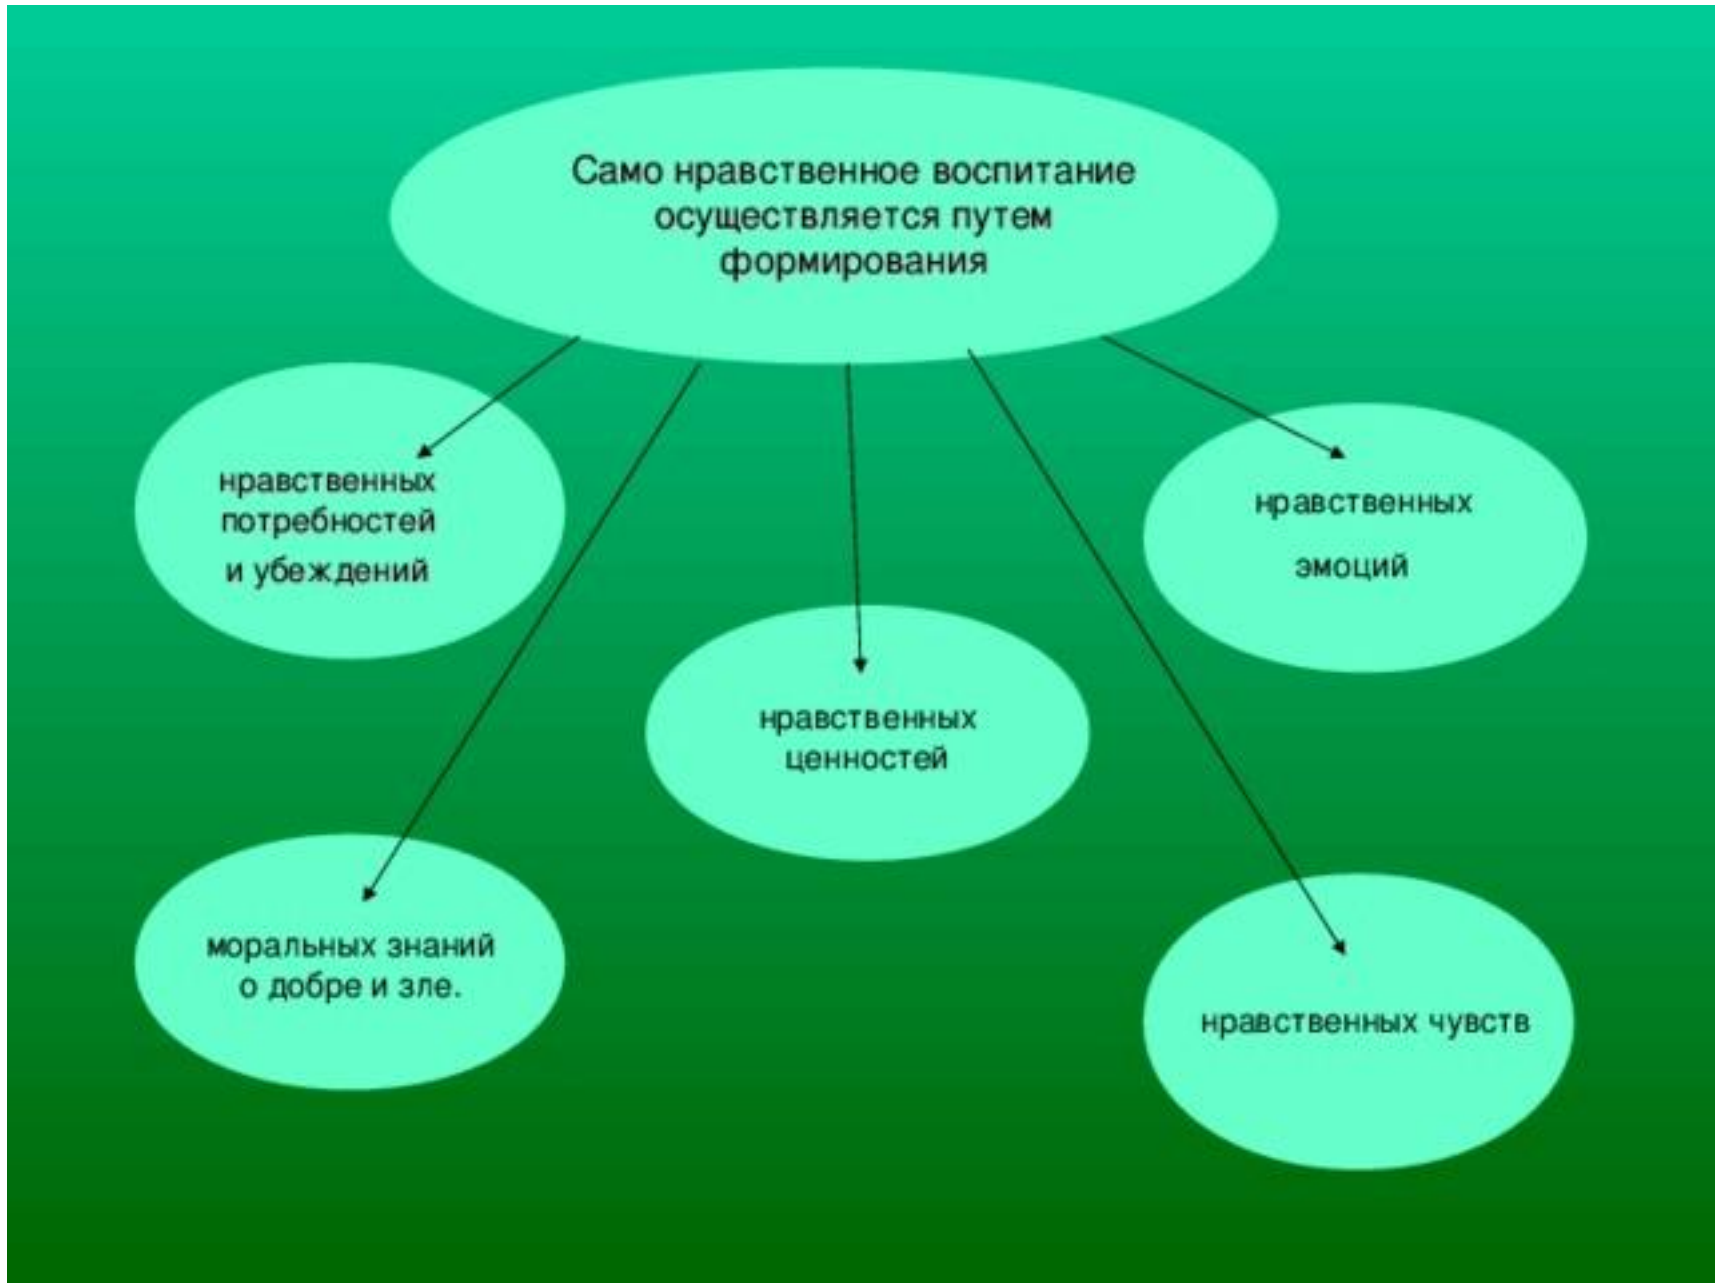 Само нравственное воспитание
осуществляется путем
формирования
нравственных
потребностей
и убеждений
нравственных
эмоций
нравственных
ценностей
моральных знаний
о добре и зле.
нравственных чувств